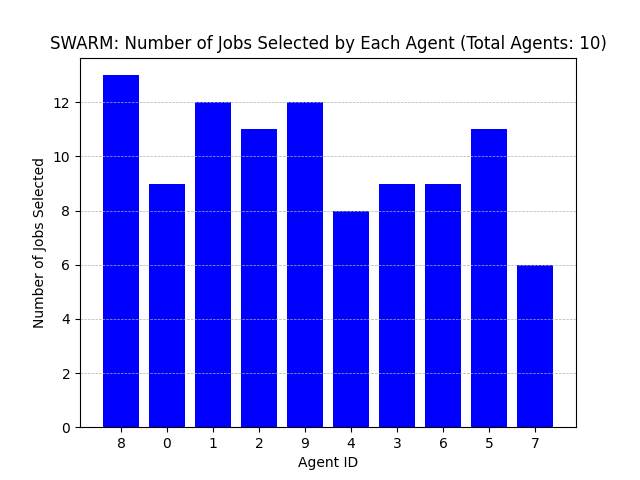 SWARM: Number of Jobs Selected by Each Agent (Total Agents: 10)
Number of Jobs Selected
12
10
8
6
4
2
0
8 0 1 2 9 4 3 6 5 7
Agent ID